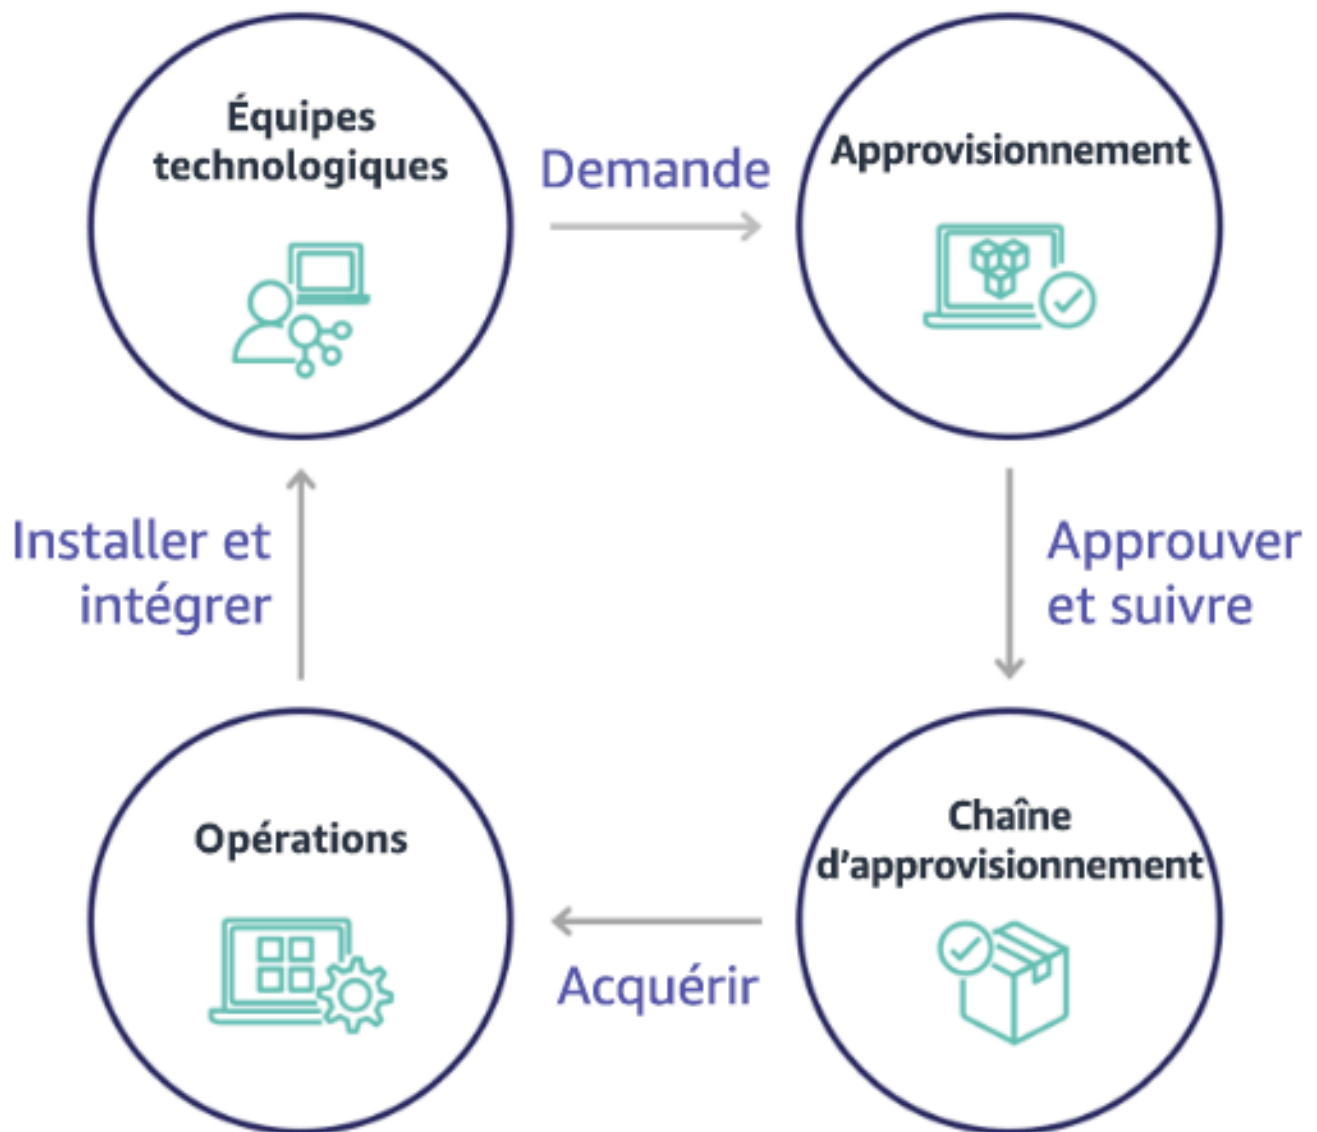 Équipes
technologiques
Demande
Approvisionnement
Installer et
intégrer
Approuver
et suivre
Opérations
Acquérir
Chaîne
d’approvisionnement